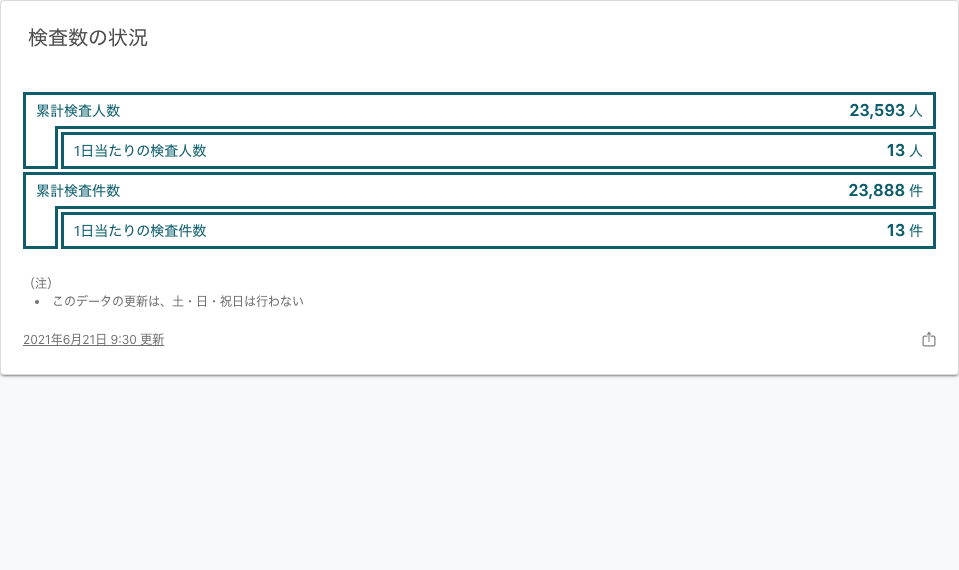 検査数の状況
累計検査人数 23,593 人
1日当たりの検査人数 13 人
累計検査件数 23,888 件
1日当たりの検査件数 13 件
（注）
• このデータの更新は、土・日・祝日は行わない
2021年6月21日 9:30 更新